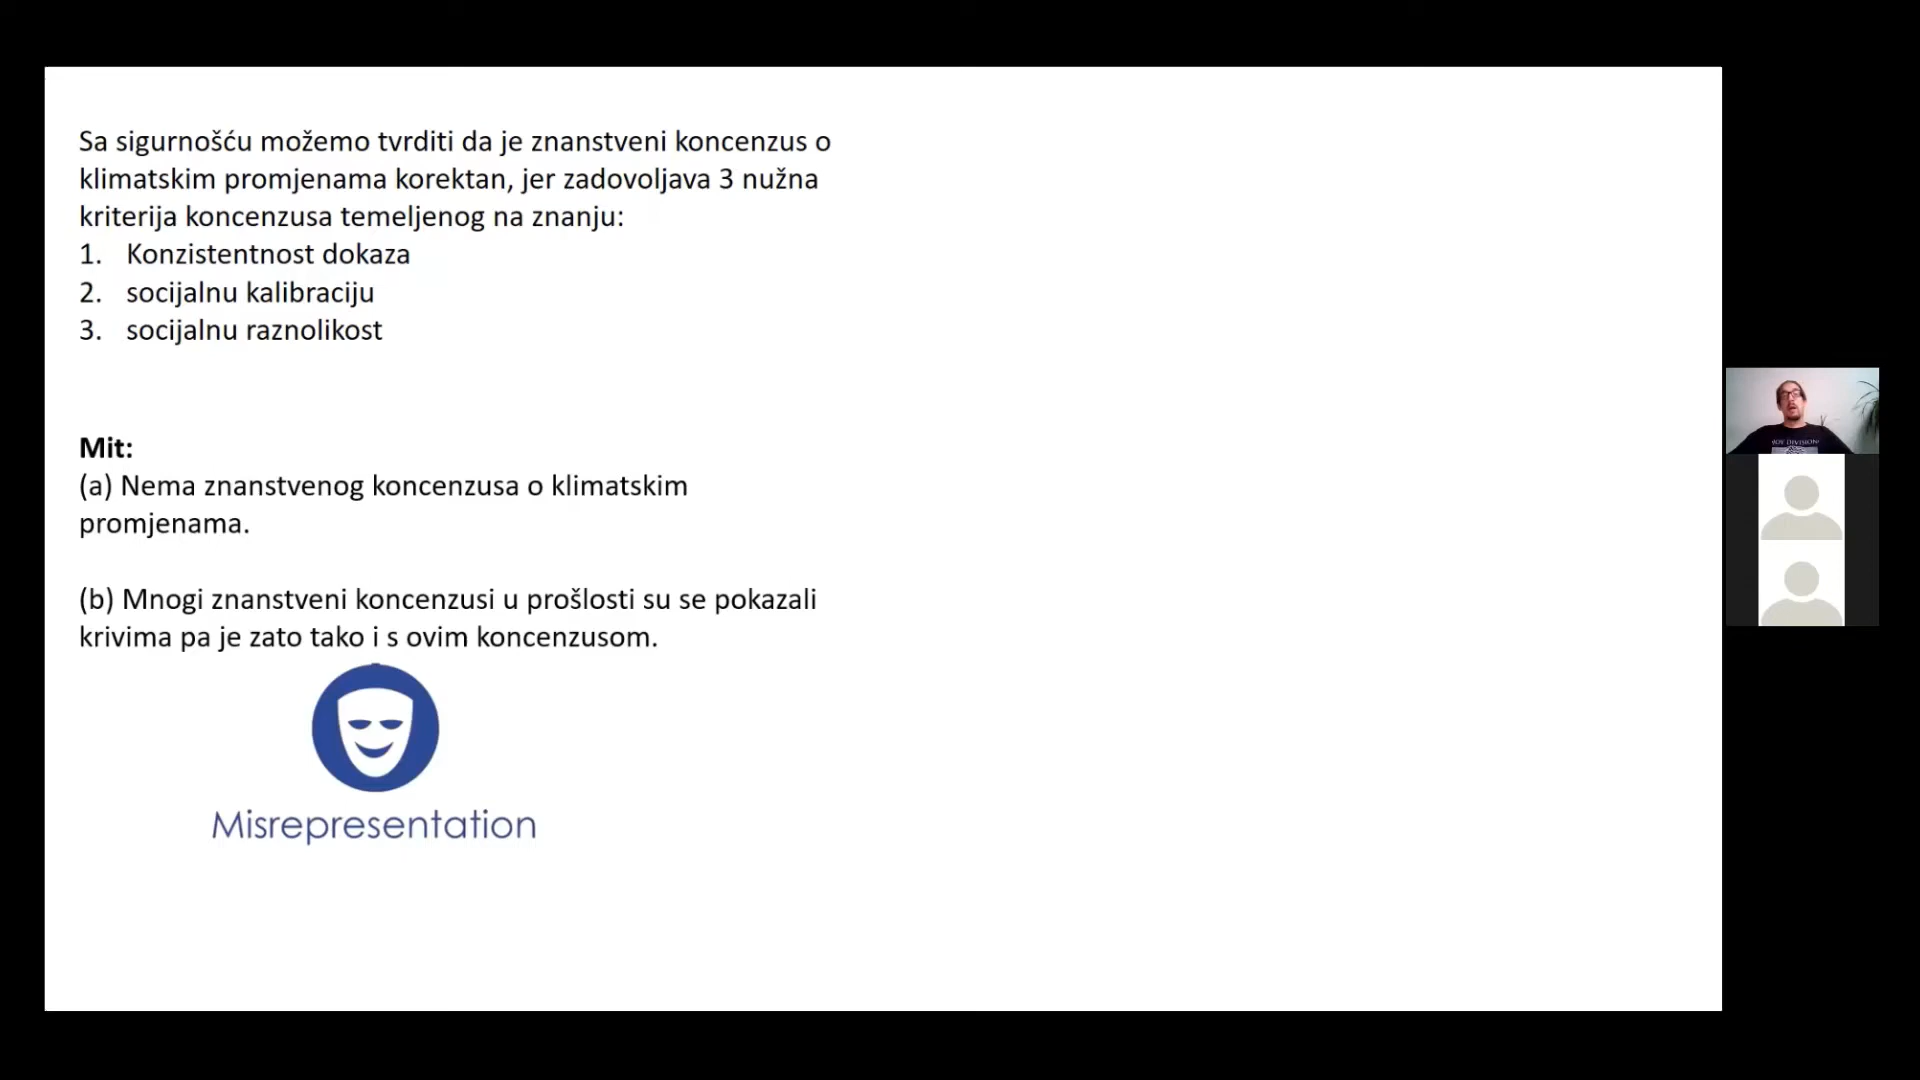 Sa sigurnošću možemo tvrditi da je znanstveni koncenzus o
klimatskim promjenama korektan, jer zadovoljava 3 nužna
kriterija koncenzusa temeljenog na znanju:
1. Konzistentnost dokaza
2. socijalnu kalibraciju
3. socijalnu raznolikost
Mit:
(a) Nema znanstvenog koncenzusa o klimatskim
promjenama.
(b) Mnogi znanstveni koncenzusi u prošlosti su se pokazali
krivima pa je zato tako i s ovim koncenzusom.
Misrepresentation
JOY DIVISION